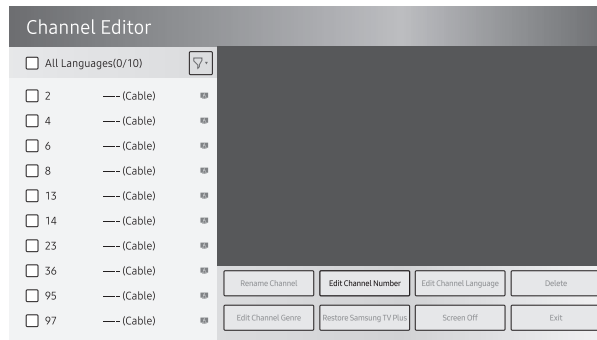 Channel Editor
All Languages(0/10)
2 —-- (Cable)
4 —-- (Cable)
6 —-- (Cable)
8 —-- (Cable)
13 —-- (Cable)
14 —-- (Cable)
23 —-- (Cable)
36 —-- (Cable)
95 —-- (Cable)
97 —-- (Cable)
Rename Channel Edit Channel Number Edit Channel Language Delete
Edit Channel Genre Restore Samsung TV Plus Screen Off Exit